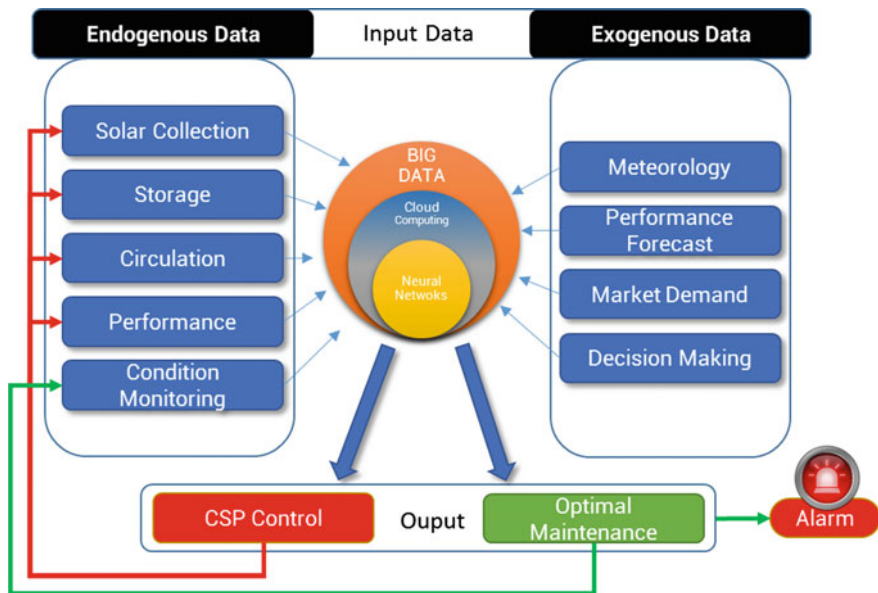 Endogenous Data
Input Data
Exogenous Data
Solar Collection
Storage
Circulation
Performance
Condition
Monitoring
BIG
DATA
Cloud
Computing
Neural
Netwoks
Meteorology
Performance
Forecast
Market Demand
Decision Making
CSP Control
Ouput
Optimal
Maintenance
Alarm